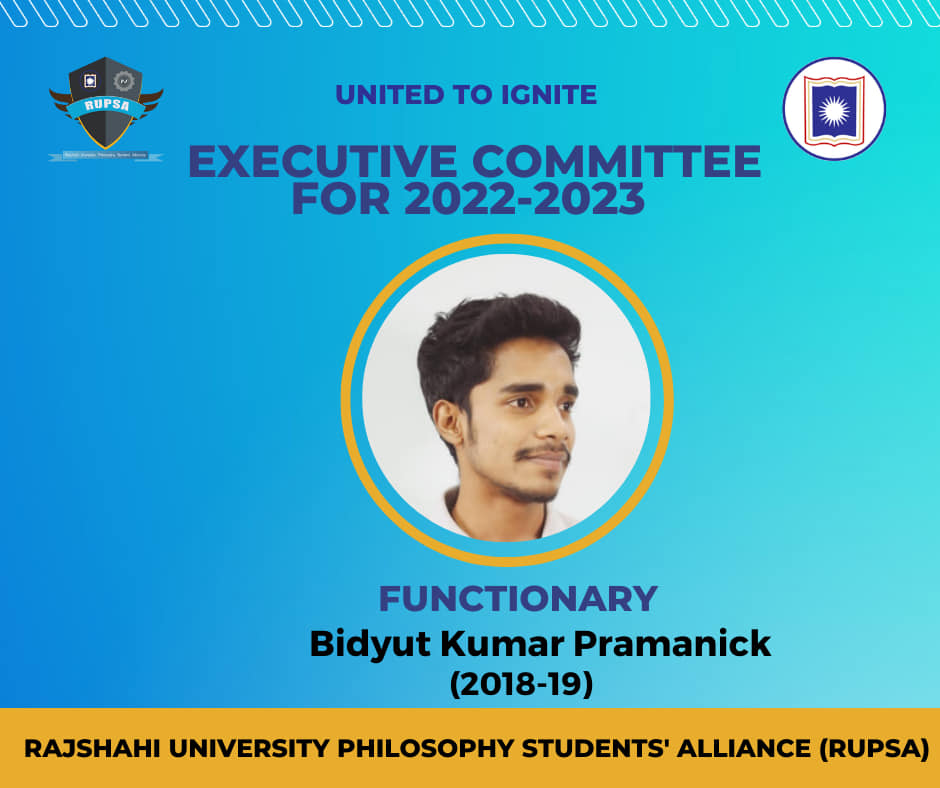 RUPSA
UNITED TO IGNITE
EXECUTIVE COMMITTEE
FOR 2022-2023
FUNCTIONARY
Bidyut Kumar Pramanick
(2018-19)
RAJSHAHI UNIVERSITY PHILOSOPHY STUDENTS' ALLIANCE (RUPSA)